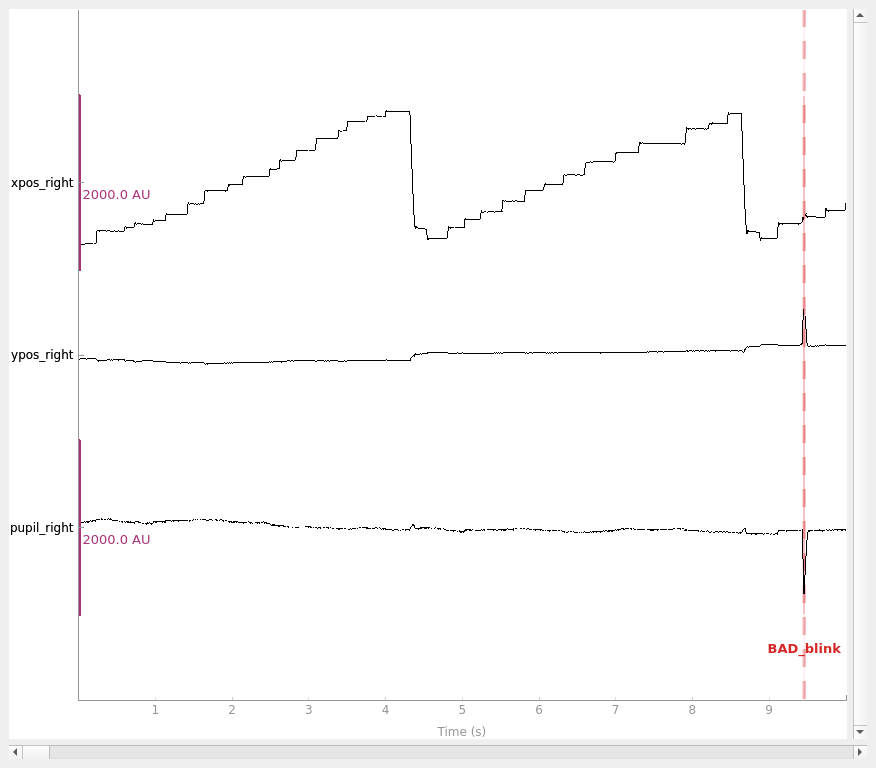 xpos_right
2000.0 AU
ypos_right
pupil_right
2000.0 AU
BAD_blink
1 2 3 4 5 6 7 8 9
Time (s)